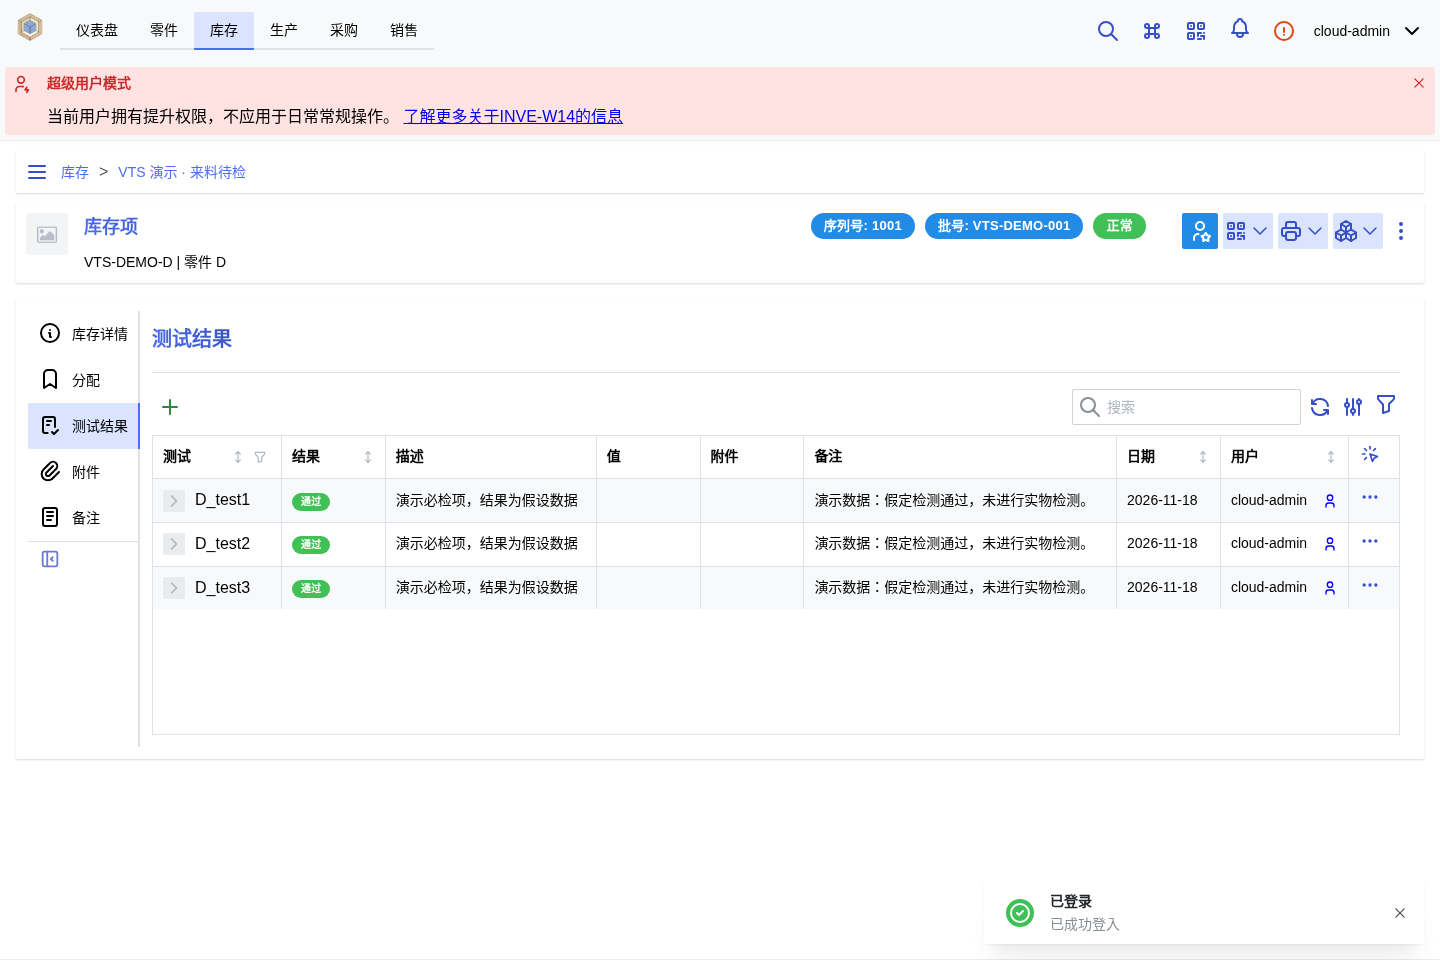 仪表盘 零件 库存 生产 采购 销售 cloud-admin
超级用户模式
当前用户拥有提升权限，不应用于日常常规操作。 了解更多关于INVE-W14的信息
库存 > VTS 演示 · 来料待检
库存项 序列号: 1001 批号: VTS-DEMO-001 正常
VTS-DEMO-D | 零件 D
库存详情
分配
测试结果
附件
备注
测试结果
搜索
测试 结果 描述 值 附件 备注 日期 用户
D_test1 通过 演示必检项，结果为假设数据 演示数据：假定检测通过，未进行实物检测。 2026-11-18 cloud-admin
D_test2 通过 演示必检项，结果为假设数据 演示数据：假定检测通过，未进行实物检测。 2026-11-18 cloud-admin
D_test3 通过 演示必检项，结果为假设数据 演示数据：假定检测通过，未进行实物检测。 2026-11-18 cloud-admin
已登录
已成功登入